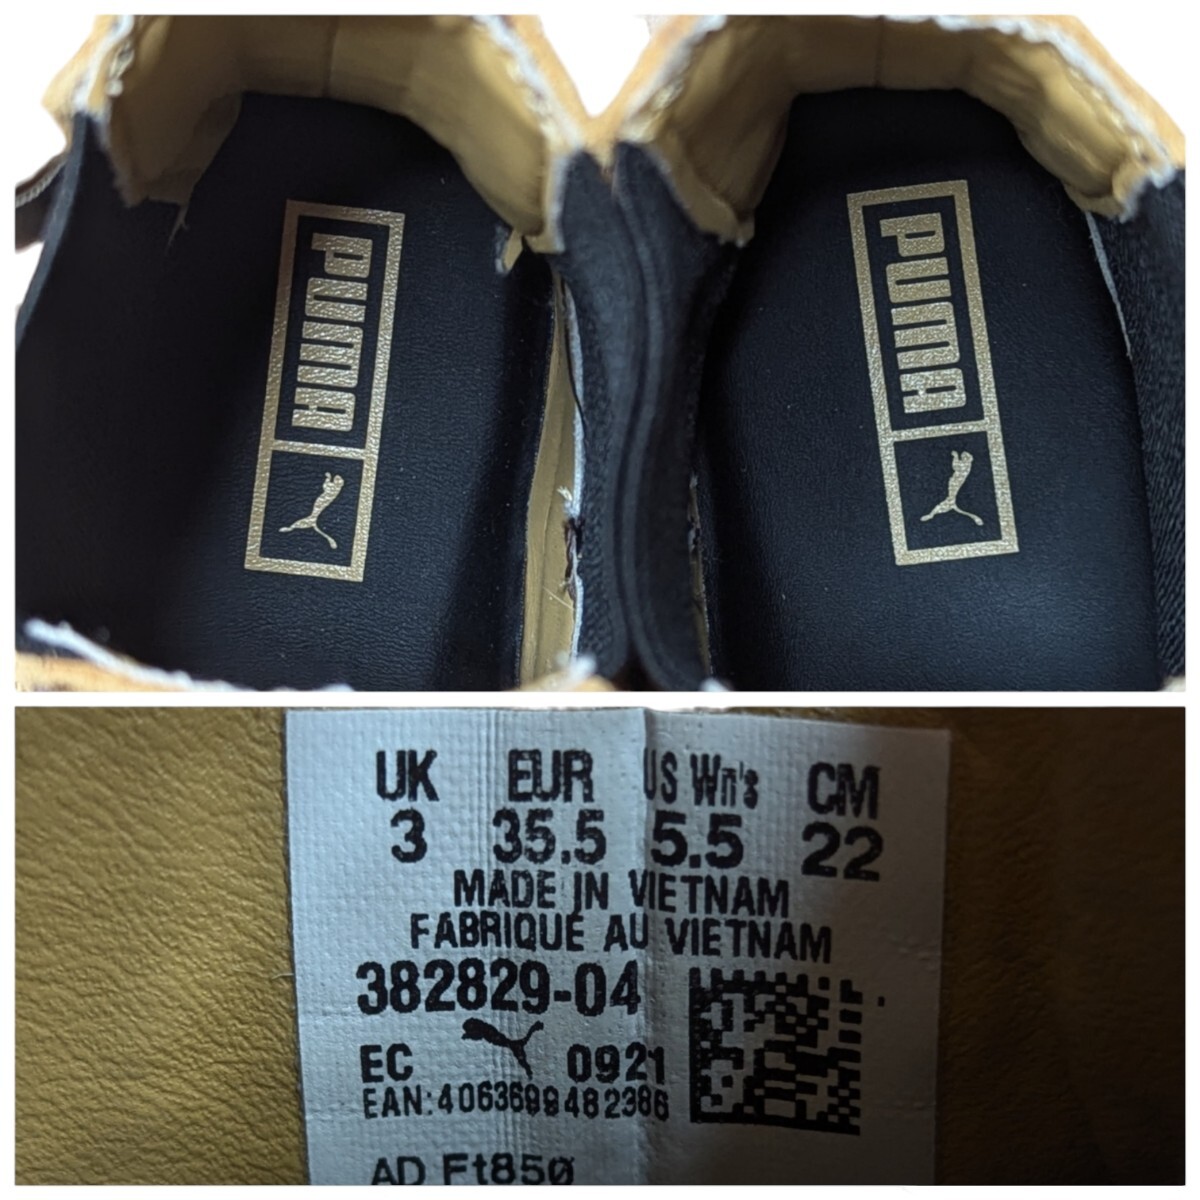 PUMA
PUMA
UK EUR US Wn's CM
3 35.5 5.5 22
MADE IN VIETNAM
FABRIQUÉ AU VIETNAM
382829-04
EC 0921
EAN:4063699482386
AD Ft850